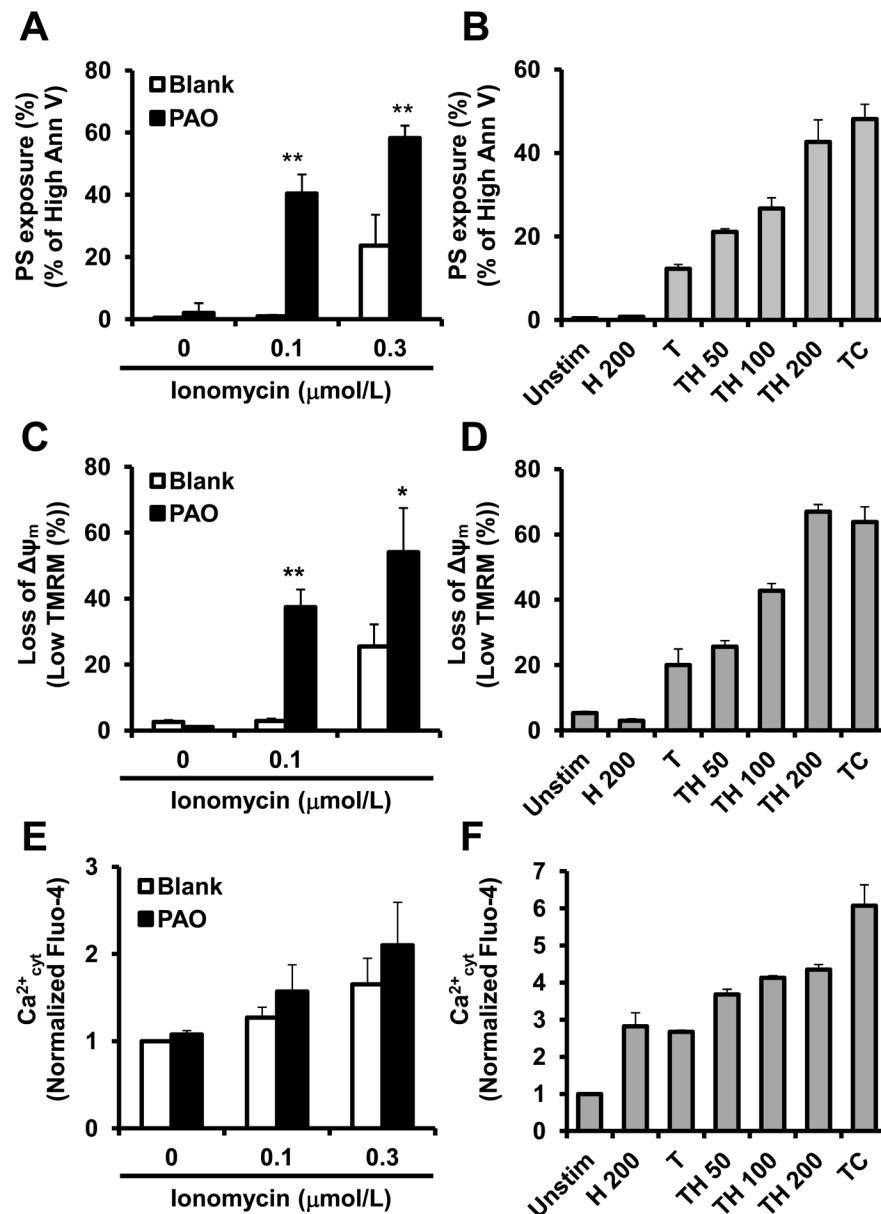 A
PS exposure (%)
(% of High Ann V)
80
60
40
20
0
Blank
PAO
**
**
0 0.1 0.3
Ionomycin (μmol/L)
B
PS exposure (%)
(% of High Ann V)
60
40
20
0
Unstim
H 200
T
TH 50
TH 100
TH 200
TC
C
Loss of Δψm
(Low TMRM (%))
80
60
40
20
0
Blank
PAO
**
*
0 0.1
Ionomycin (μmol/L)
D
Loss of Δψm
(Low TMRM (%))
80
60
40
20
0
Unstim
H 200
T
TH 50
TH 100
TH 200
TC
E
Ca2+cyt
(Normalized Fluo-4)
3
2
1
0
Blank
PAO
0 0.1 0.3
Ionomycin (μmol/L)
F
Ca2+cyt
(Normalized Fluo-4)
7
6
5
4
3
2
1
0
Unstim
H 200
T
TH 50
TH 100
TH 200
TC